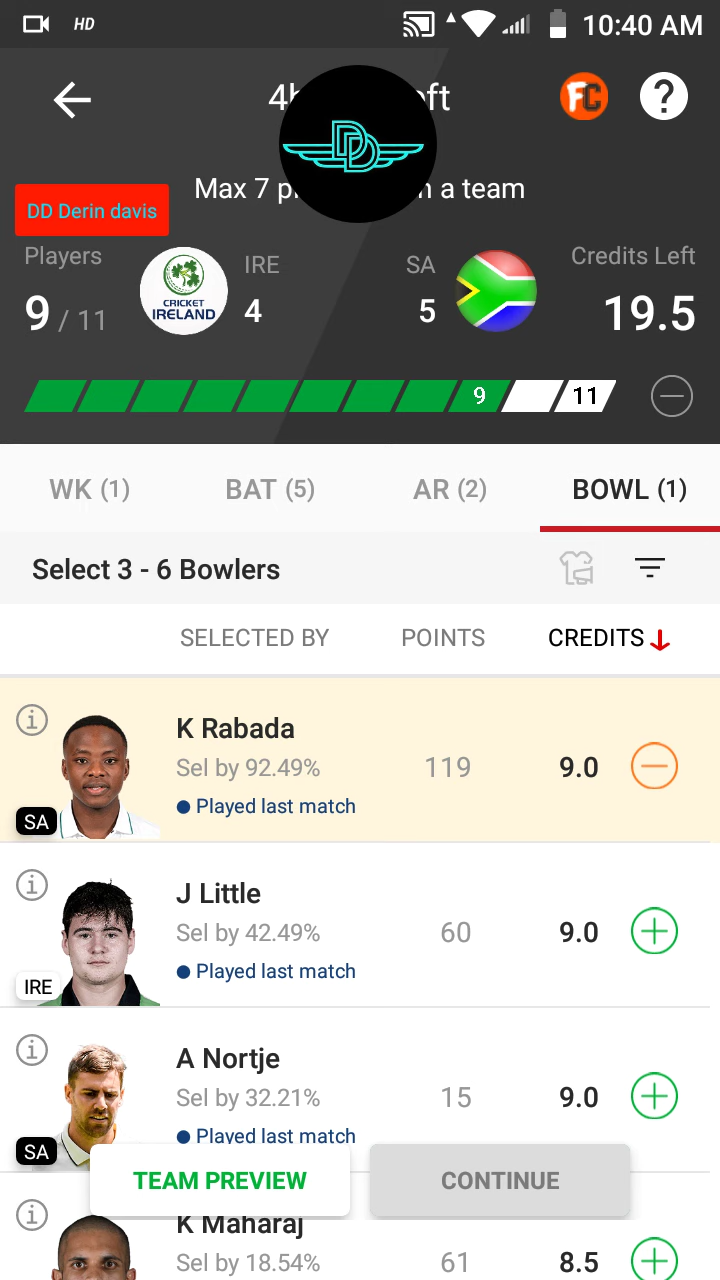 HD 10:40 AM
4h ft
FC ?
Max 7 p n a team
DD
DD Derin davis
Players IRE SA Credits Left
9 / 11 4 5 19.5
CRICKET
IRELAND
9 11
WK (1) BAT (5) AR (2) BOWL (1)
Select 3 - 6 Bowlers
SELECTED BY POINTS CREDITS
K Rabada
Sel by 92.49% 119 9.0
Played last match
SA
J Little
Sel by 42.49% 60 9.0
Played last match
IRE
A Nortje
Sel by 32.21% 15 9.0
Played last match
SA
TEAM PREVIEW CONTINUE
K Maharaj
Sel by 18.54% 61 8.5